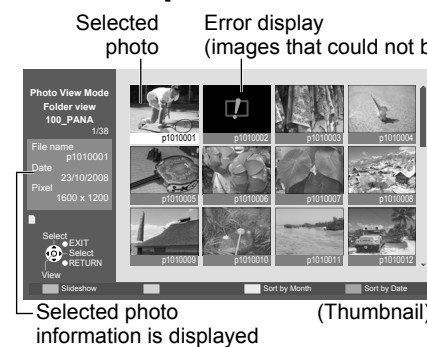 Selected
photo
Error display
(images that could not b
Photo View Mode
Folder view
100_PANA
1/38
File name
p1010001
Date
23/10/2008
Pixel
1600 x 1200
Select
EXIT
Select
RETURN
View
p1010001 p1010002 p1010003 p1010004
p1010005 p1010006 p1010007 p1010008
p1010009 p1010010 p1010011 p1010012
Slideshow Sort by Month Sort by Date
Selected photo
information is displayed
(Thumbnail)